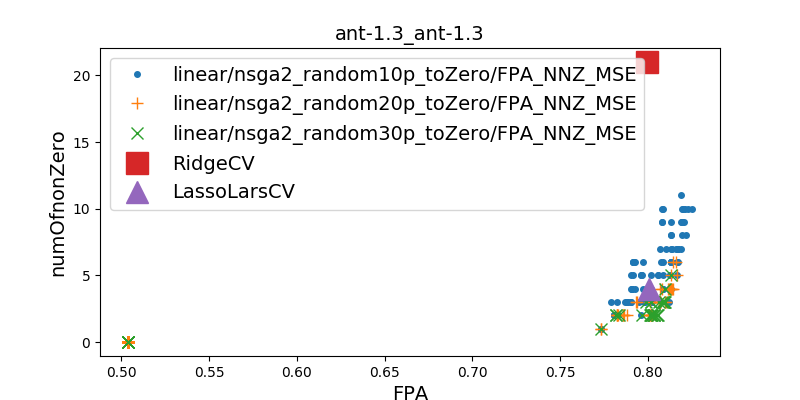 ant-1.3_ant-1.3
linear/nsga2_random10p_toZero/FPA_NNZ_MSE
linear/nsga2_random20p_toZero/FPA_NNZ_MSE
linear/nsga2_random30p_toZero/FPA_NNZ_MSE
RidgeCV
LassoLarsCV
numOfnonZero
20
15
10
5
0
0.50 0.55 0.60 0.65 0.70 0.75 0.80
FPA